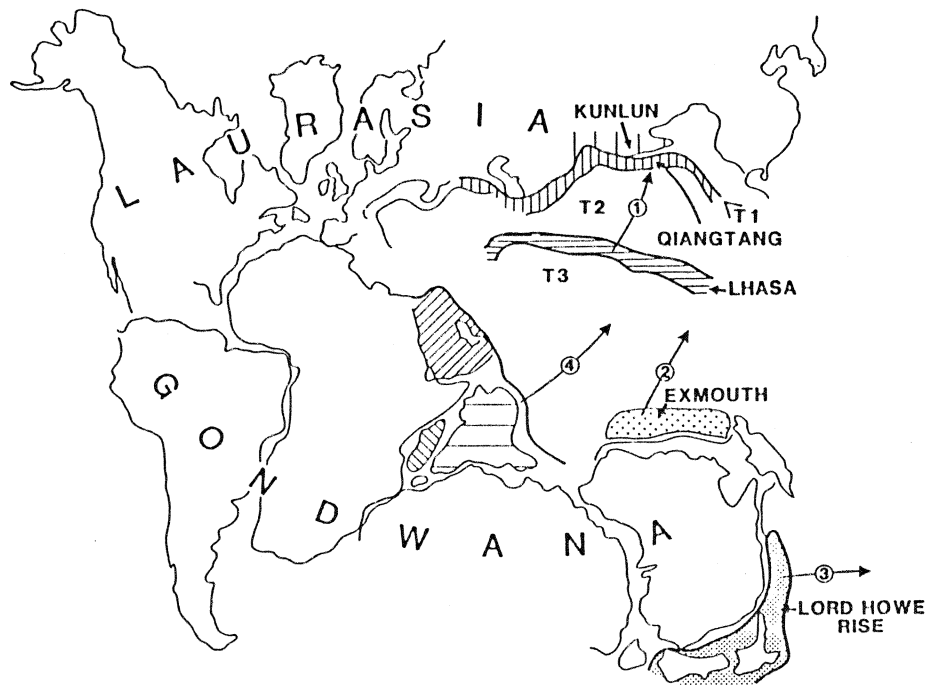 LAURASIA
KUNLUN
T2
①
T1
QIANGTANG
T3
LHASA
④
②
EXMOUTH
GONDWANA
③
LORD HOWE
RISE